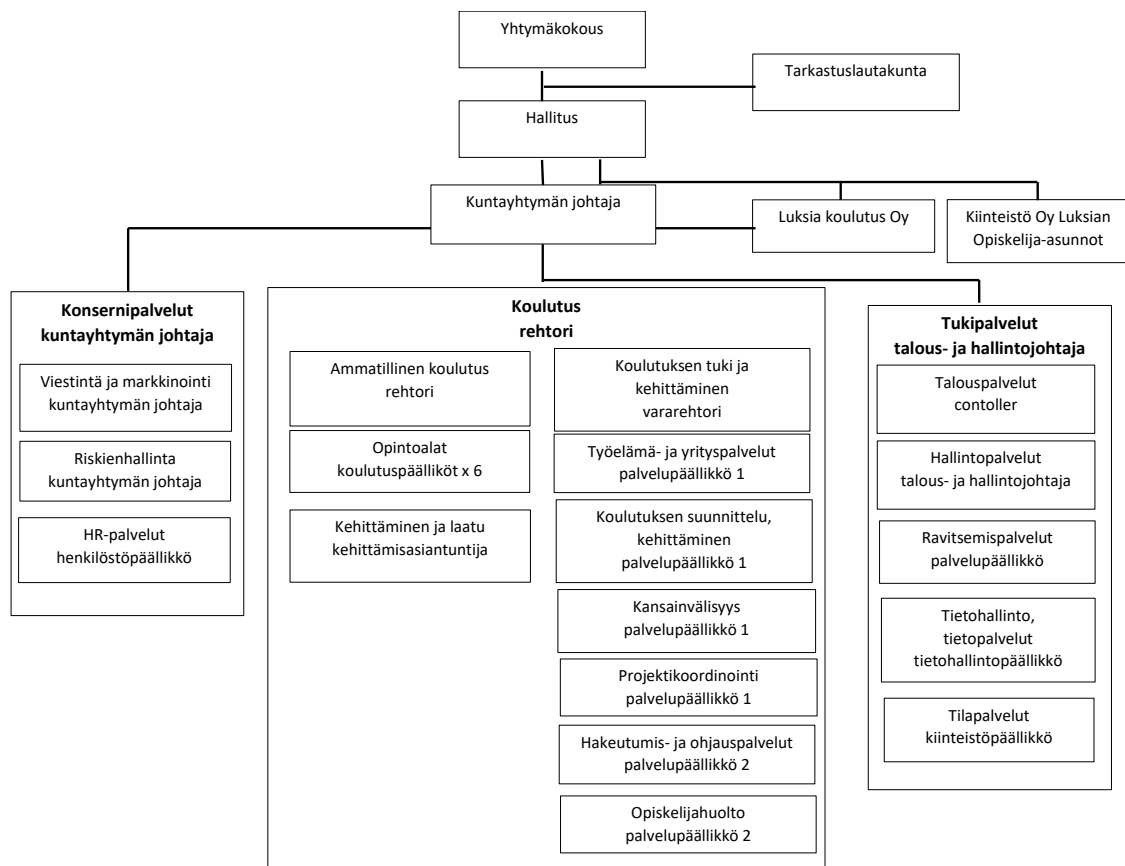 Yhtymäkokous
Tarkastuslautakunta
Hallitus
Kuntayhtymän johtaja
Luksia koulutus Oy
Kiinteistö Oy Luksian
Opiskelija-asunnot
Konsernipalvelut
kuntayhtymän johtaja
Viestintä ja markkinointi
kuntayhtymän johtaja
Riskienhallinta
kuntayhtymän johtaja
HR-palvelut
henkilöstöpäällikkö
Koulutus
rehtori
Ammatillinen koulutus
rehtori
Opintoalat
koulutuspäälliköt x 6
Kehittäminen ja laatu
kehittämisasiantuntija
Koulutuksen tuki ja
kehittäminen
vararehtori
Työelämä- ja yrityspalvelut
palvelupäällikkö 1
Koulutuksen suunnittelu,
kehittäminen
palvelupäällikkö 1
Kansainvälisyys
palvelupäällikkö 1
Projektikoordinointi
palvelupäällikkö 1
Hakeutumis- ja ohjauspalvelut
palvelupäällikkö 2
Opiskelijahuolto
palvelupäällikkö 2
Tukipalvelut
talous- ja hallintojohtaja
Talouspalvelut
contoller
Hallintopalvelut
talous- ja hallintojohtaja
Ravitsemispalvelut
palvelupäällikkö
Tietohallinto,
tietopalvelut
tietohallintopäällikkö
Tilapalvelut
kiinteistöpäällikkö